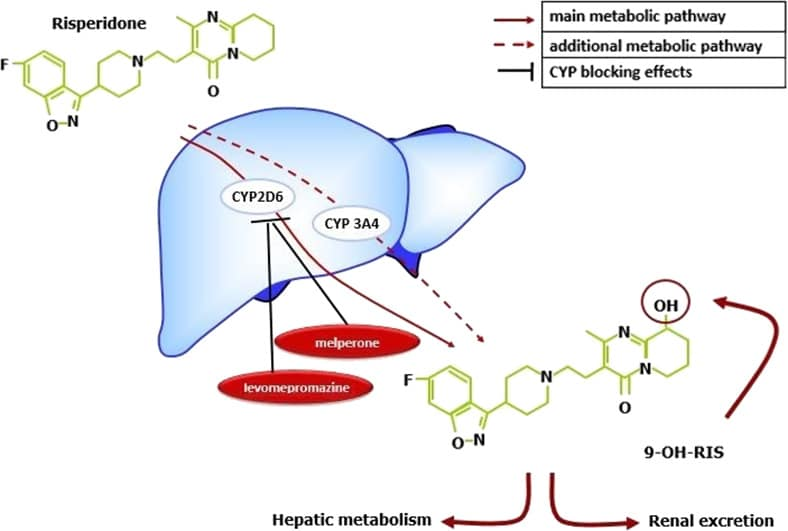 Risperidone
N
N
O
F
N
O-N
main metabolic pathway
additional metabolic pathway
CYP blocking effects
CYP2D6
CYP 3A4
melperone
levomepromazine
OH
N
N
O
F
N
O-N
9-OH-RIS
Hepatic metabolism
Renal excretion